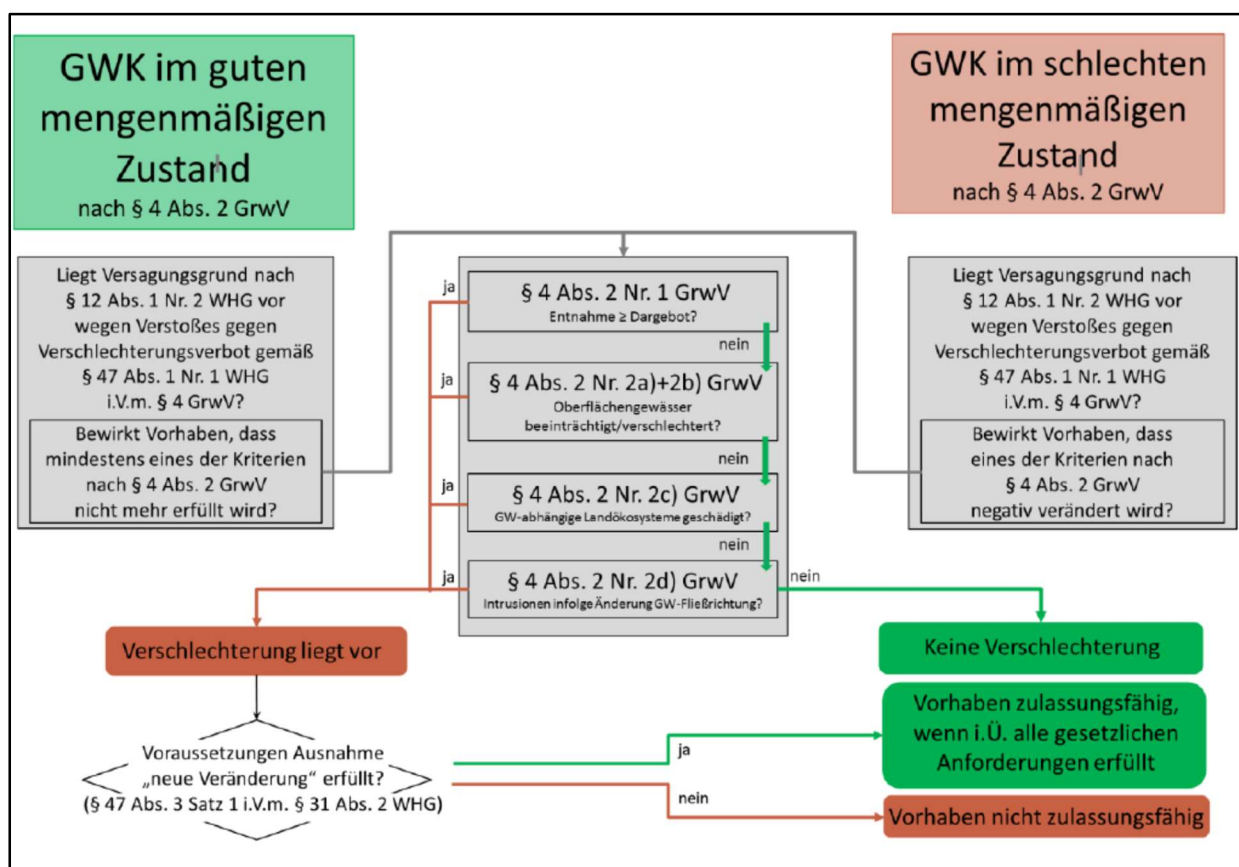 GWK im guten
mengenmäßigen
Zustand
nach § 4 Abs. 2 GrwV
GWK im schlechten
mengenmäßigen
Zustand
nach § 4 Abs. 2 GrwV
Liegt Versagungsgrund nach
§ 12 Abs. 1 Nr. 2 WHG vor
wegen Verstoßes gegen
Verschlechterungsverbot gemäß
§ 47 Abs. 1 Nr. 1 WHG
i.V.m. § 4 GrwV?
Bewirkt Vorhaben, dass
mindestens eines der Kriterien
nach § 4 Abs. 2 GrwV
nicht mehr erfüllt wird?
ja
§ 4 Abs. 2 Nr. 1 GrwV
Entnahme ≥ Dargebot?
nein
ja
§ 4 Abs. 2 Nr. 2a)+2b) GrwV
Oberflächengewässer
beeinträchtigt/verschlechtert?
nein
ja
§ 4 Abs. 2 Nr. 2c) GrwV
GW-abhängige Landökosysteme geschädigt?
nein
ja
§ 4 Abs. 2 Nr. 2d) GrwV
Intrusionen infolge Änderung GW-Fließrichtung?
nein
Liegt Versagungsgrund nach
§ 12 Abs. 1 Nr. 2 WHG vor
wegen Verstoßes gegen
Verschlechterungsverbot gemäß
§ 47 Abs. 1 Nr. 1 WHG
i.V.m. § 4 GrwV?
Bewirkt Vorhaben, dass
eines der Kriterien nach
§ 4 Abs. 2 GrwV
negativ verändert wird?
Verschlechterung liegt vor
Keine Verschlechterung
Voraussetzungen Ausnahme
„neue Veränderung“ erfüllt?
(§ 47 Abs. 3 Satz 1 i.V.m. § 31 Abs. 2 WHG)
ja
nein
Vorhaben zulassungsfähig,
wenn i.Ü. alle gesetzlichen
Anforderungen erfüllt
Vorhaben nicht zulassungsfähig